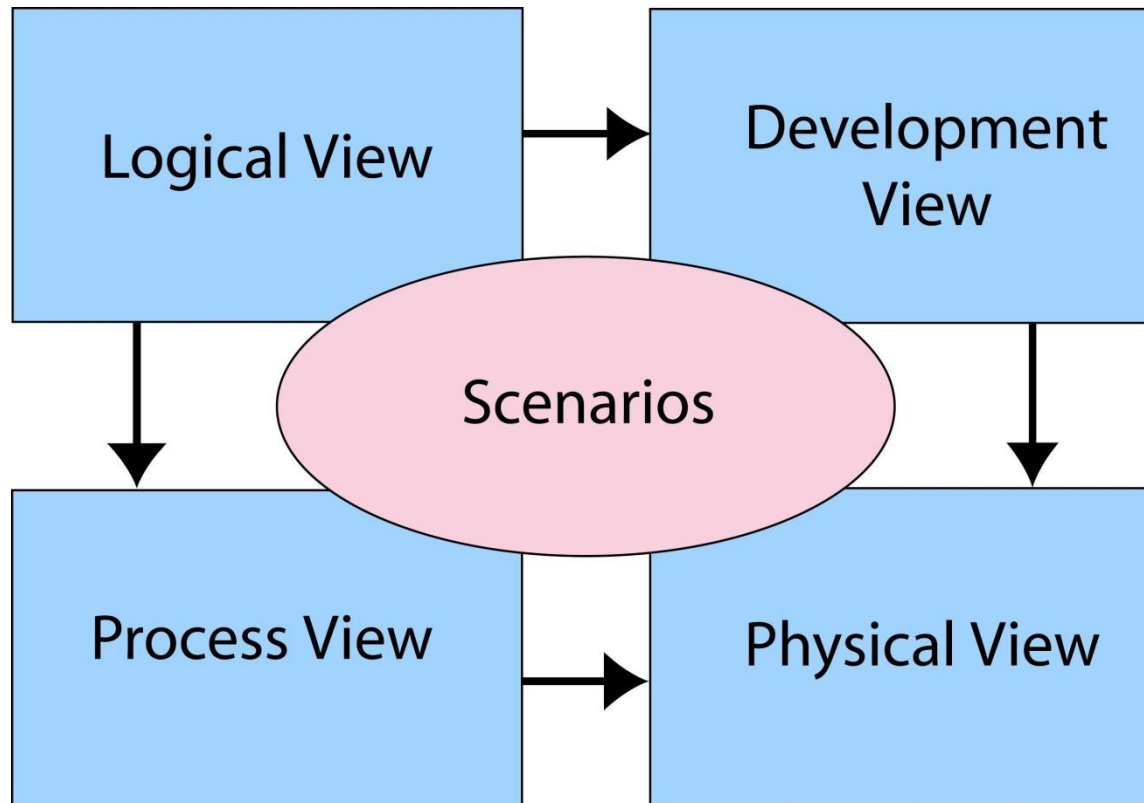 Logical View
Development
View
Scenarios
Process View
Physical View